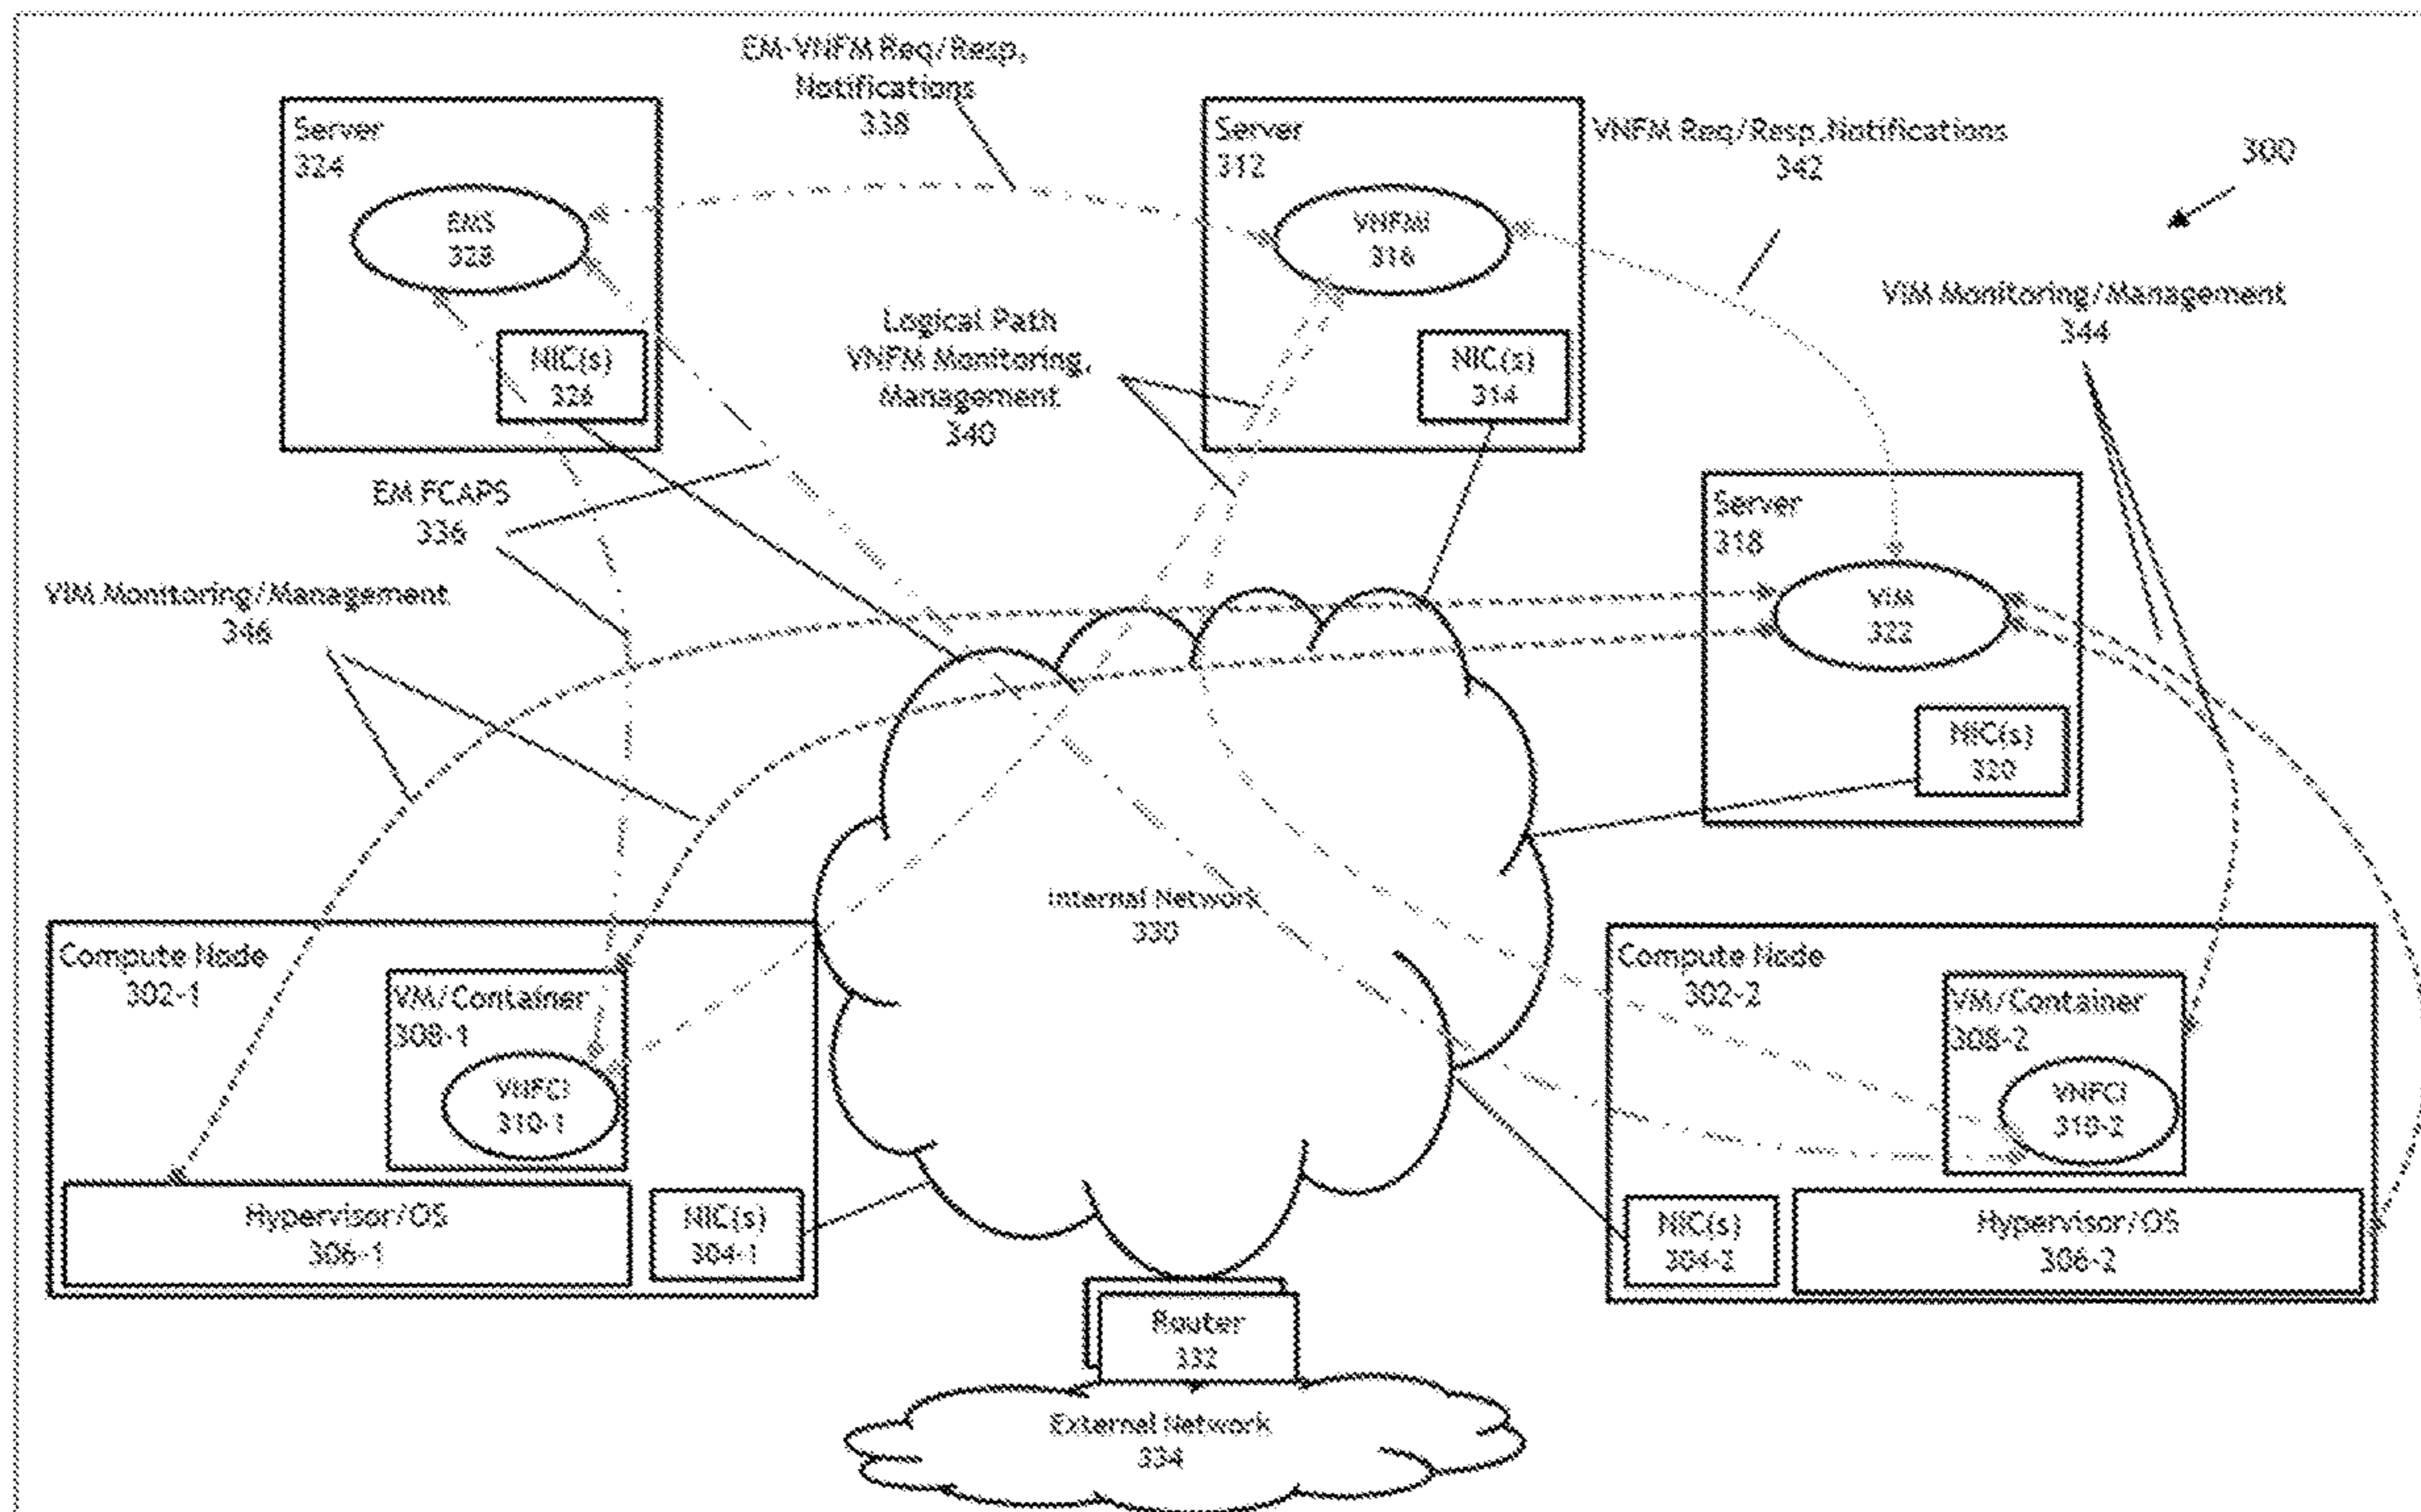 EM-VNFM Req/Resp,
Notifications
338
Server
324
EMS
328
NIC(s)
326
Server
312
VNFM
316
NIC(s)
314
VNFM Req/Resp,Notifications
342
300
VIM Monitoring/Management
344
Logical Path
VNFM Monitoring,
Management
340
EM FCAPS
336
Server
318
VIM
322
NIC(s)
320
VIM Monitoring/Management
346
Internal Network
330
Compute Node
302-1
VM/Container
308-1
VNFCI
310-1
Hypervisor/OS
306-1
NIC(s)
304-1
Compute Node
302-2
VM/Container
308-2
VNFCI
310-2
NIC(s)
304-2
Hypervisor/OS
306-2
Router
332
External Network
334